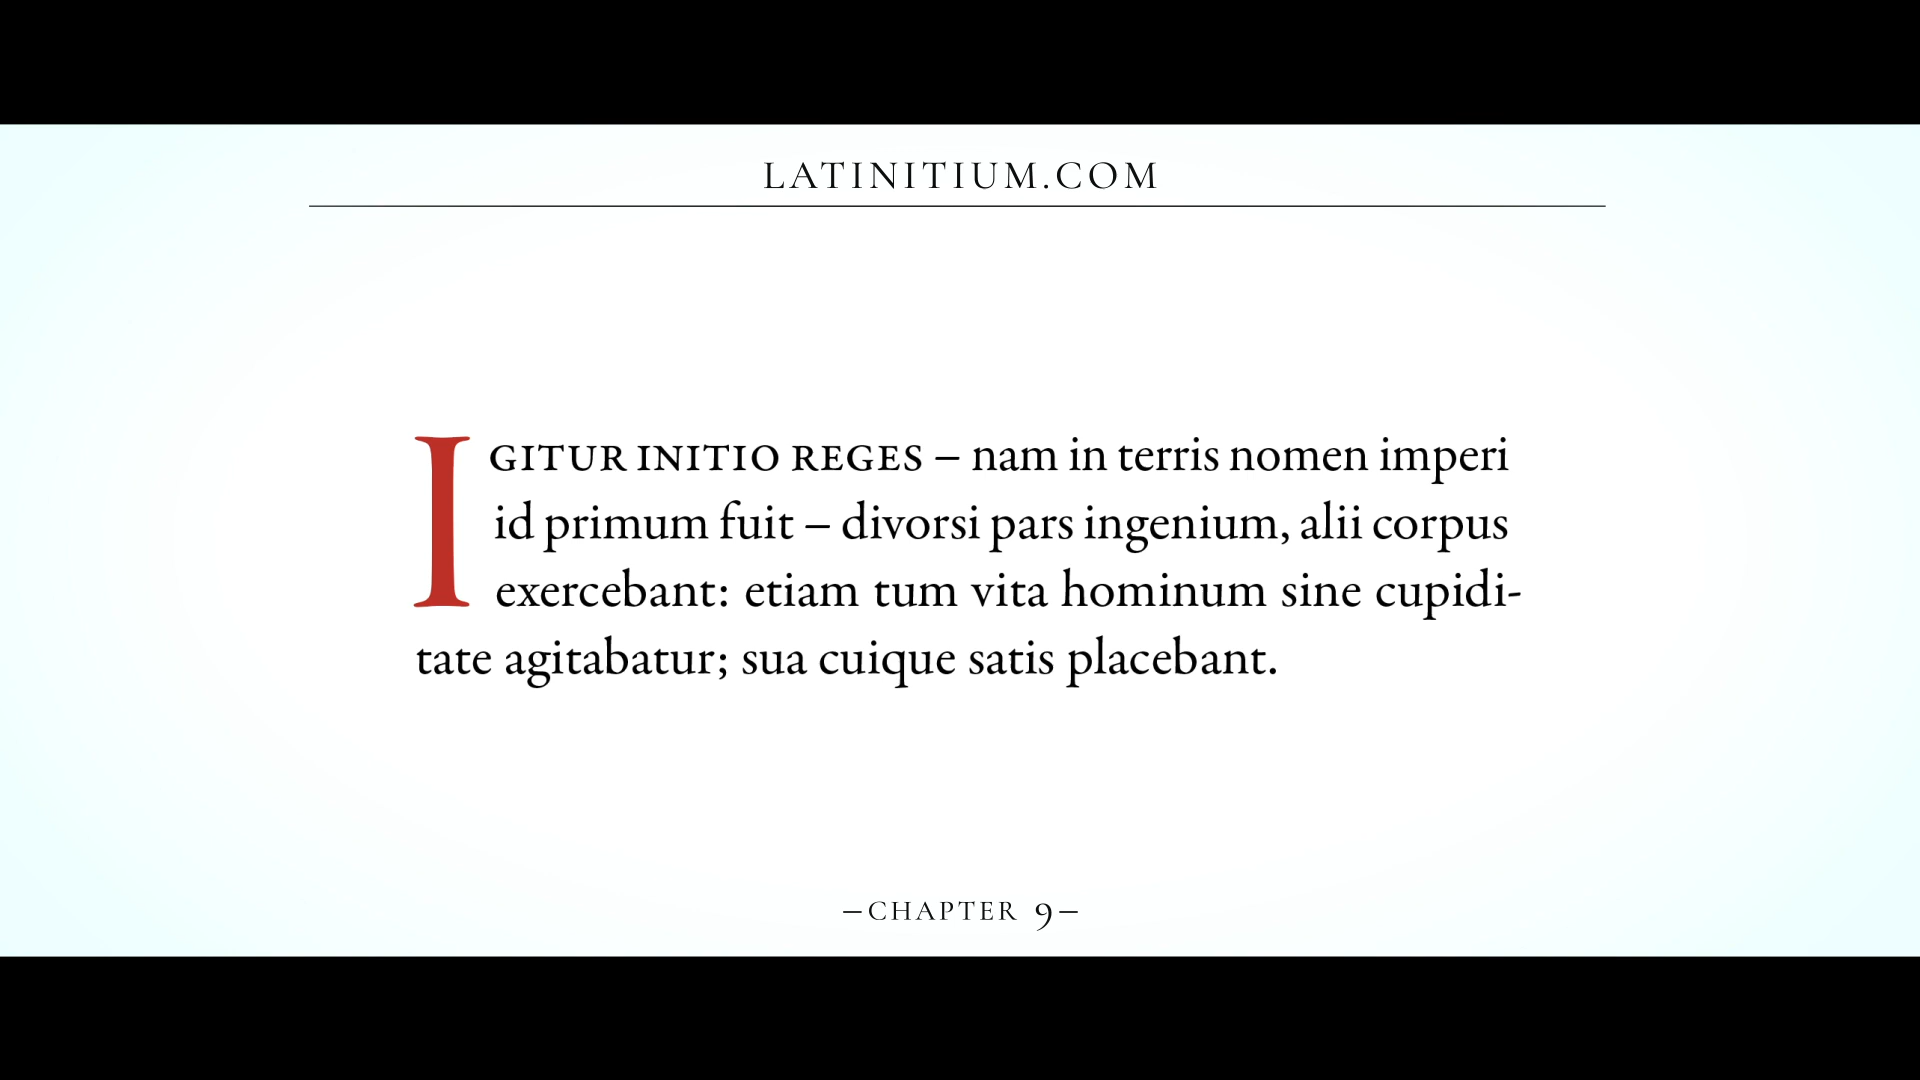 LATINITIUM.COM
IGITUR INITIO REGES – nam in terris nomen imperi
id primum fuit – divorsi pars ingenium, alii corpus
exercebant: etiam tum vita hominum sine cupidi-
tate agitabatur; sua cuique satis placebant.
–CHAPTER 9–